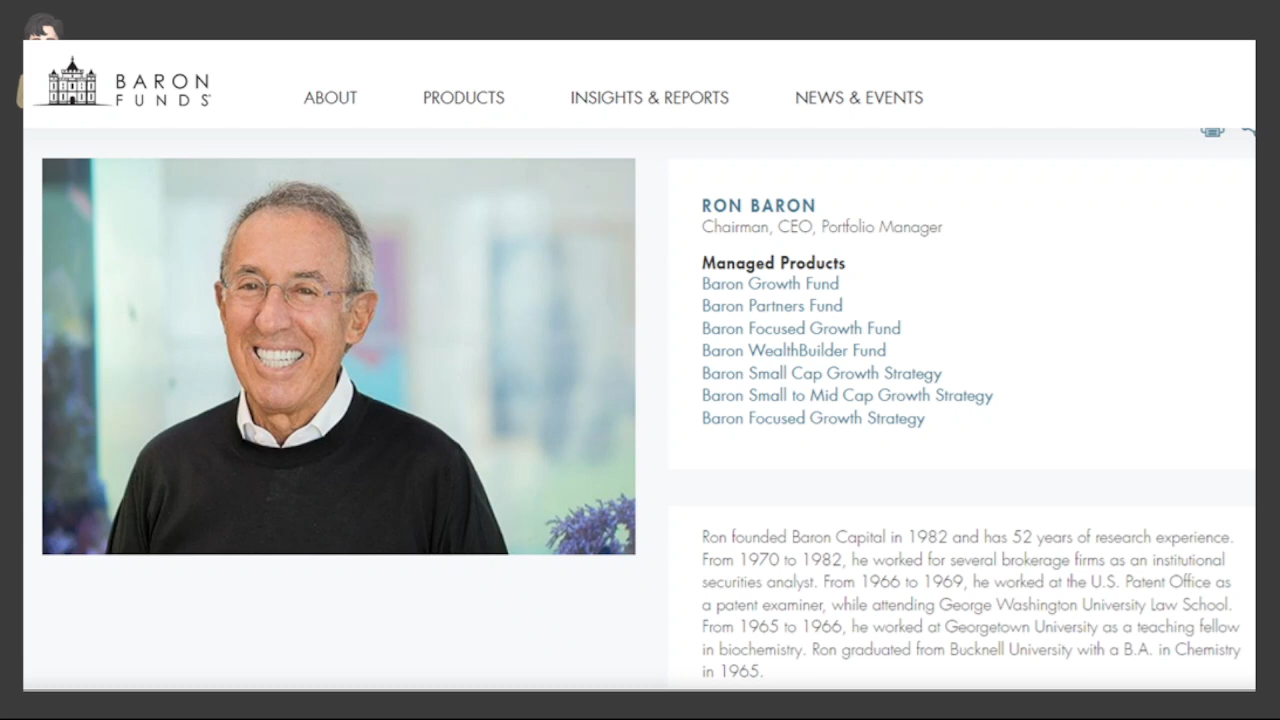 BARON
FUNDS
ABOUT
PRODUCTS
INSIGHTS & REPORTS
NEWS & EVENTS
RON BARON
Chairman, CEO, Portfolio Manager
Managed Products
Baron Growth Fund
Baron Partners Fund
Baron Focused Growth Fund
Baron WealthBuilder Fund
Baron Small Cap Growth Strategy
Baron Small to Mid Cap Growth Strategy
Baron Focused Growth Strategy
Ron founded Baron Capital in 1982 and has 52 years of research experience.
From 1970 to 1982, he worked for several brokerage firms as an institutional
securities analyst. From 1966 to 1969, he worked at the U.S. Patent Office as
a patent examiner, while attending George Washington University Law School.
From 1965 to 1966, he worked at Georgetown University as a teaching fellow
in biochemistry. Ron graduated from Bucknell University with a B.A. in Chemistry
in 1965.